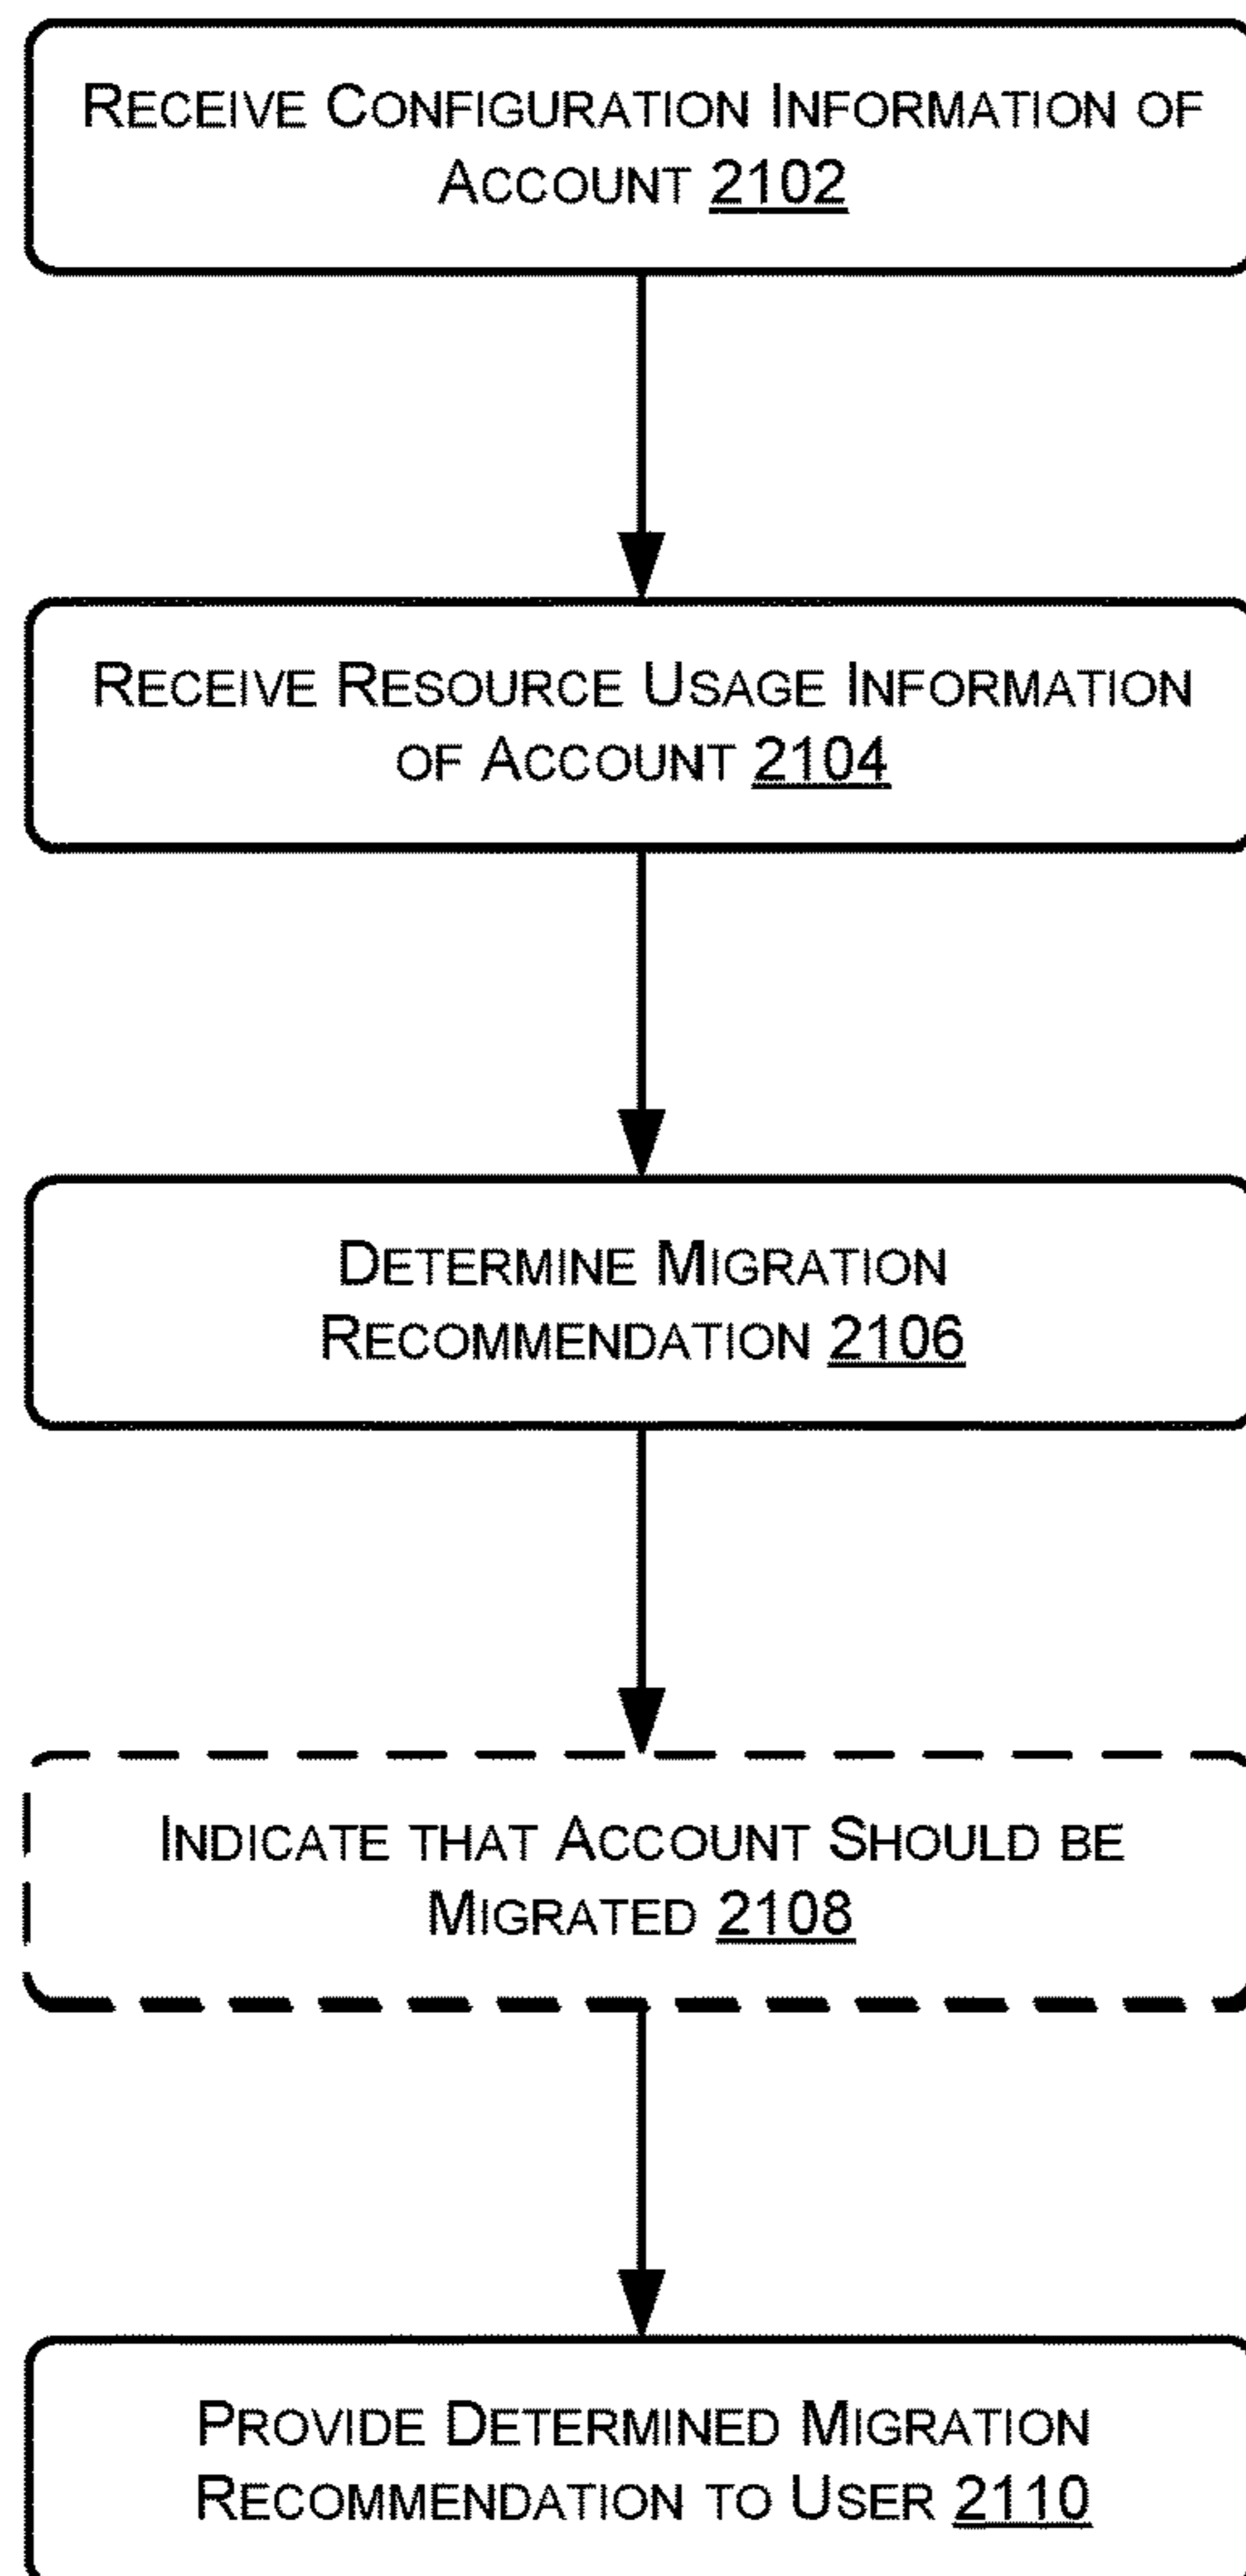 RECEIVE CONFIGURATION INFORMATION OF
ACCOUNT 2102
RECEIVE RESOURCE USAGE INFORMATION
OF ACCOUNT 2104
DETERMINE MIGRATION
RECOMMENDATION 2106
INDICATE THAT ACCOUNT SHOULD BE
MIGRATED 2108
PROVIDE DETERMINED MIGRATION
RECOMMENDATION TO USER 2110